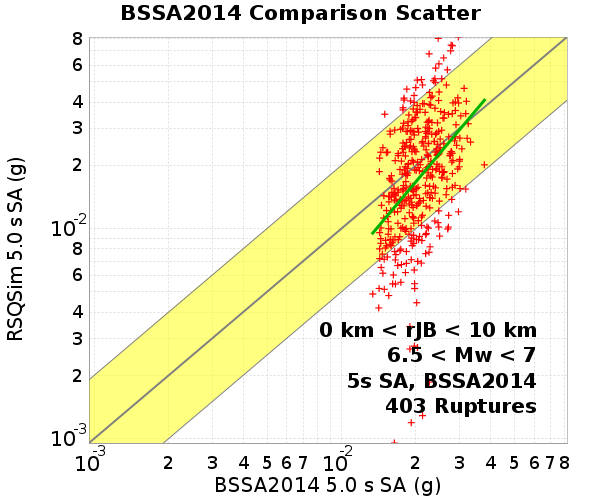 BSSA2014 Comparison Scatter
RSQSim 5.0 s SA (g)
8
6
4
3
2
10-2
8
6
4
3
2
10-3
0 km < rJB < 10 km
6.5 < Mw < 7
5s SA, BSSA2014
403 Ruptures
10-3 2 3 4 5 6 7 10-2 2 3 4 5 6 7 8
BSSA2014 5.0 s SA (g)